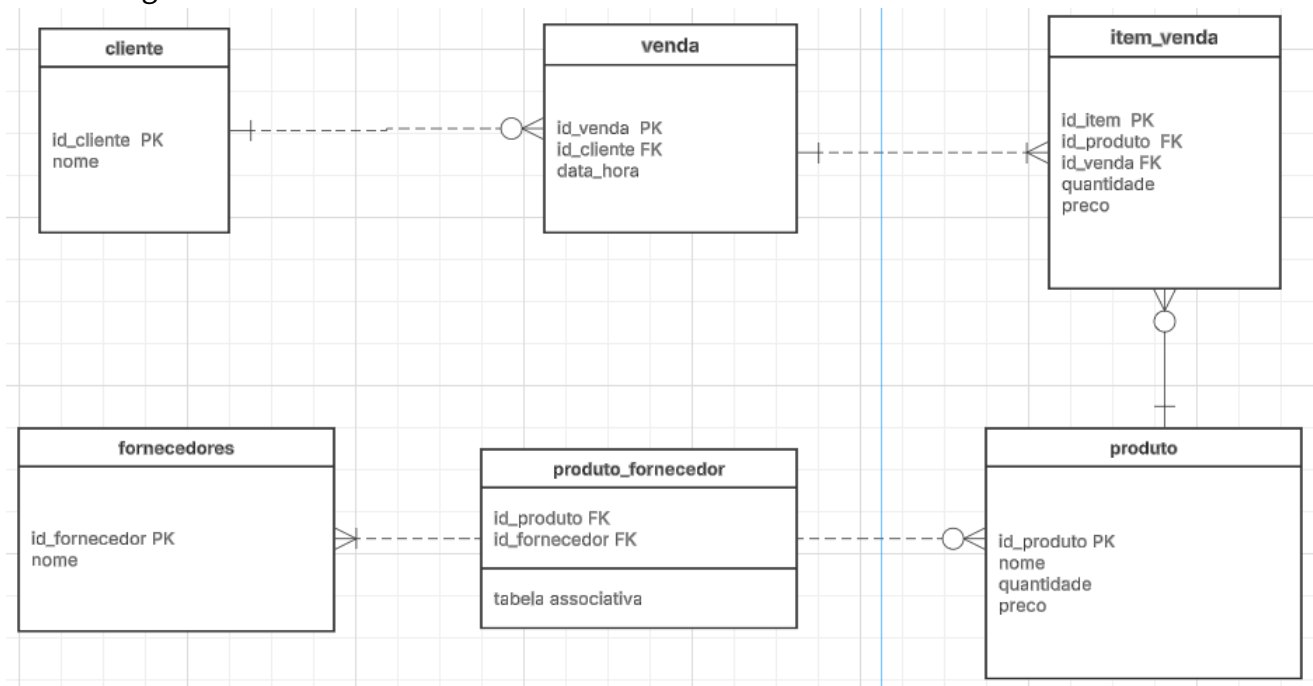 cliente
id_cliente PK
nome
venda
id_venda PK
id_cliente FK
data_hora
item_venda
id_item PK
id_produto FK
id_venda FK
quantidade
preco
fornecedores
id_fornecedor PK
nome
produto_fornecedor
id_produto FK
id_fornecedor FK
tabela associativa
produto
id_produto PK
nome
quantidade
preco